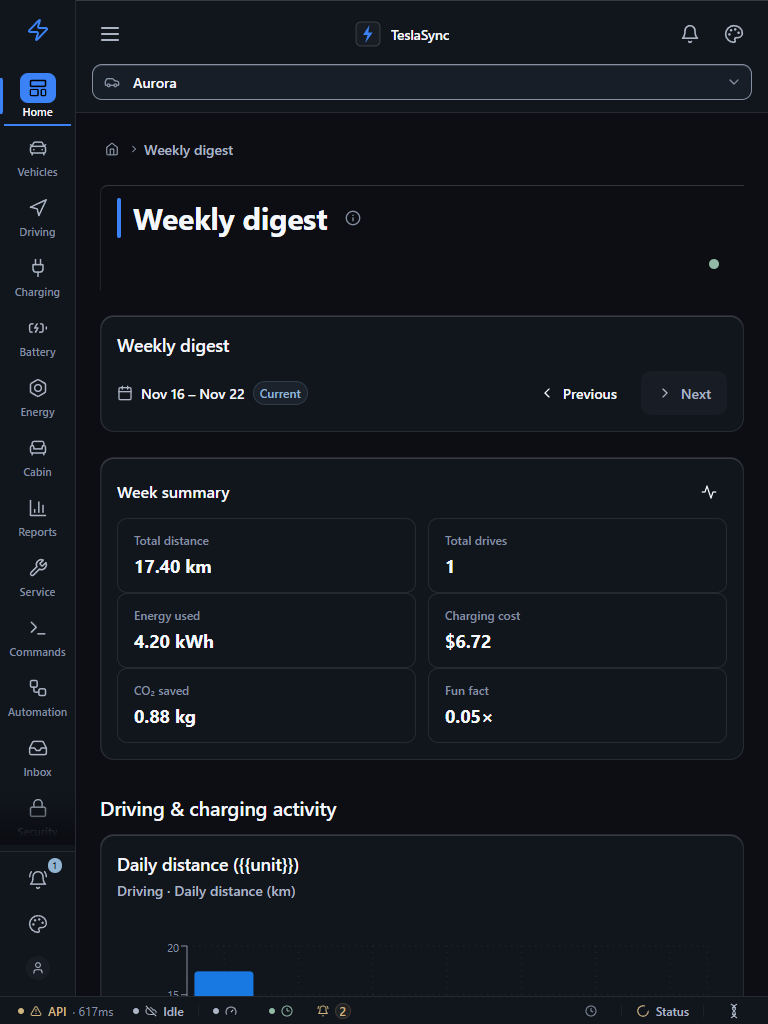 TeslaSync
Aurora
Home
Vehicles
Driving
Charging
Battery
Energy
Cabin
Reports
Service
Commands
Automation
Inbox
Security
1
Weekly digest
Weekly digest
Weekly digest
Nov 16 – Nov 22
Current
Previous
Next
Week summary
Total distance
17.40 km
Total drives
1
Energy used
4.20 kWh
Charging cost
$6.72
CO₂ saved
0.88 kg
Fun fact
0.05×
Driving & charging activity
Daily distance ({{unit}})
Driving · Daily distance (km)
20
15
API · 617ms
Idle
2
Status